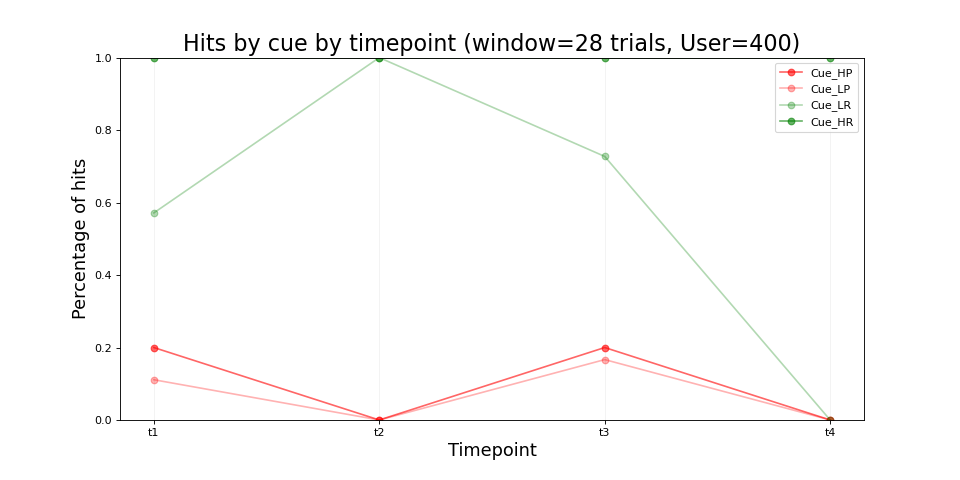 Hits by cue by timepoint (window=28 trials, User=400)
Percentage of hits
1.0
0.8
0.6
0.4
0.2
0.0
Cue_HP
Cue_LP
Cue_LR
Cue_HR
t1
t2
t3
t4
Timepoint